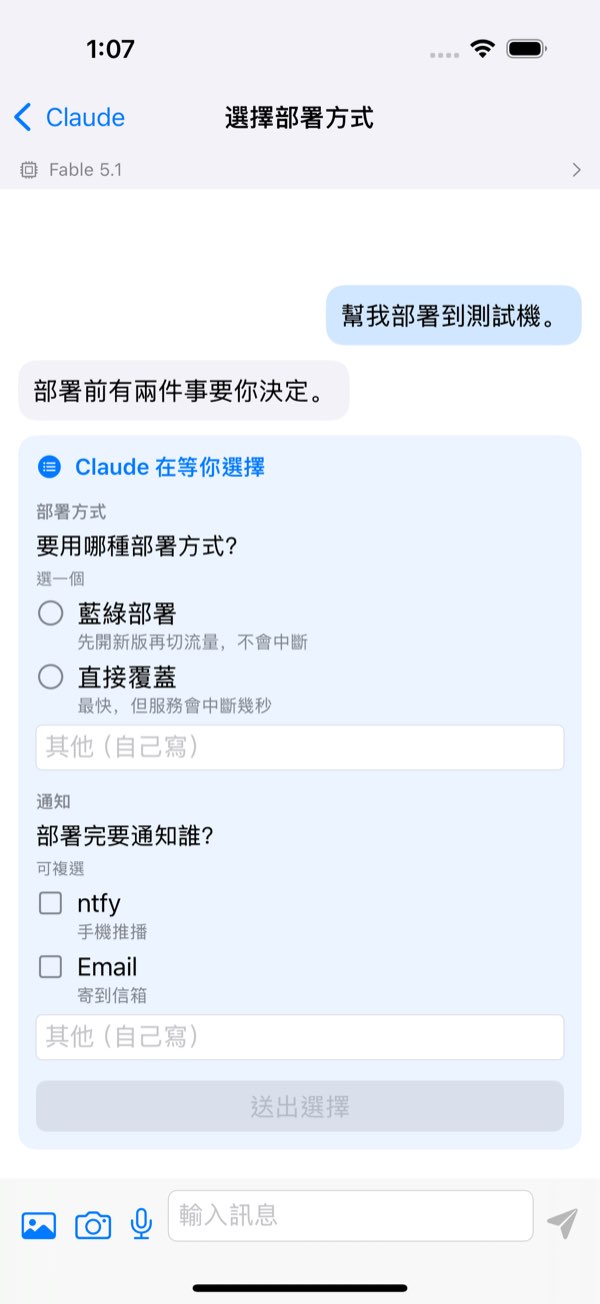 1:07
Claude
選擇部署方式
Fable 5.1
幫我部署到測試機。
部署前有兩件事要你決定。
Claude 在等你選擇
部署方式
要用哪種部署方式?
選一個
藍綠部署
先開新版再切流量，不會中斷
直接覆蓋
最快，但服務會中斷幾秒
其他（自己寫）
通知
部署完要通知誰?
可複選
ntfy
手機推播
Email
寄到信箱
其他（自己寫）
送出選擇
輸入訊息